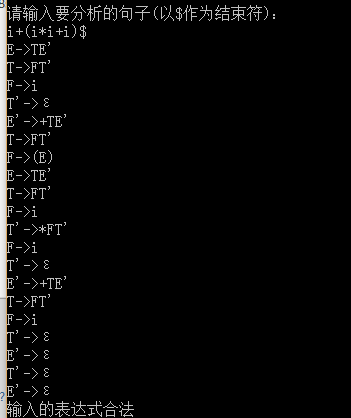 请输入要分析的句子(以$作为结束符):
i+(i*i+i)$
E->TE'
T->FT'
F->i
T'->ε
E'->+TE'
T->FT'
F->(E)
E->TE'
T->FT'
F->i
T'->*FT'
F->i
T'->ε
E'->+TE'
T->FT'
F->i
T'->ε
E'->ε
T'->ε
E'->ε
输入的表达式合法